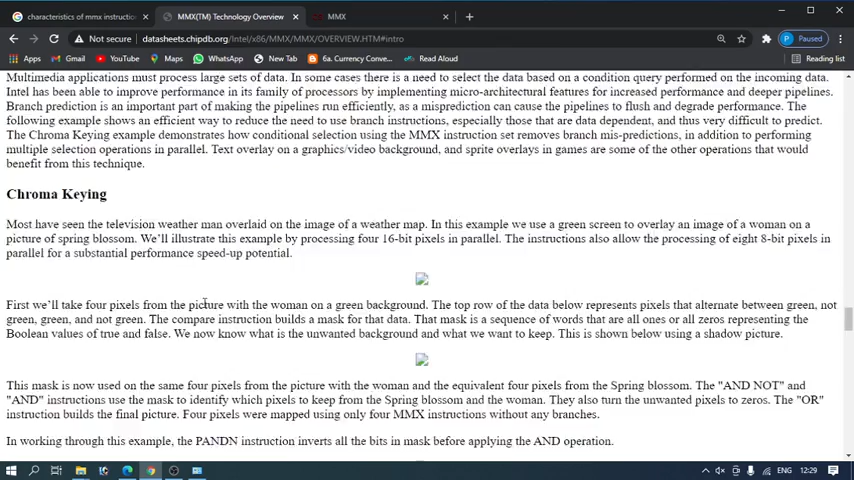 characteristics of mmx instructio
MMX(TM) Technology Overview
MMX
Not secure | datasheets.chipdb.org/Intel/x86/MMX/MMX/OVERVIEW.HTM#intro
P Paused
Apps Gmail YouTube Maps WhatsApp New Tab 6a. Currency Conve... Read Aloud Reading list
Multimedia applications must process large sets of data. In some cases there is a need to select the data based on a condition query performed on the incoming data.
Intel has been able to improve performance in its family of processors by implementing micro-architectural features for increased performance and deeper pipelines.
Branch prediction is an important part of making the pipelines run efficiently, as a misprediction can cause the pipelines to flush and degrade performance. The
following example shows an efficient way to reduce the need to use branch instructions, especially those that are data dependent, and thus very difficult to predict.
The Chroma Keying example demonstrates how conditional selection using the MMX instruction set removes branch mis-predictions, in addition to performing
multiple selection operations in parallel. Text overlay on a graphics/video background, and sprite overlays in games are some of the other operations that would
benefit from this technique.
Chroma Keying
Most have seen the television weather man overlaid on the image of a weather map. In this example we use a green screen to overlay an image of a woman on a
picture of spring blossom. We'll illustrate this example by processing four 16-bit pixels in parallel. The instructions also allow the processing of eight 8-bit pixels in
parallel for a substantial performance speed-up potential.
First we'll take four pixels from the picture with the woman on a green background. The top row of the data below represents pixels that alternate between green, not
green, green, and not green. The compare instruction builds a mask for that data. That mask is a sequence of words that are all ones or all zeros representing the
Boolean values of true and false. We now know what is the unwanted background and what we want to keep. This is shown below using a shadow picture.
This mask is now used on the same four pixels from the picture with the woman and the equivalent four pixels from the Spring blossom. The "AND NOT" and
"AND" instructions use the mask to identify which pixels to keep from the Spring blossom and the woman. They also turn the unwanted pixels to zeros. The "OR"
instruction builds the final picture. Four pixels were mapped using only four MMX instructions without any branches.
In working through this example, the PANDN instruction inverts all the bits in mask before applying the AND operation.
12:29